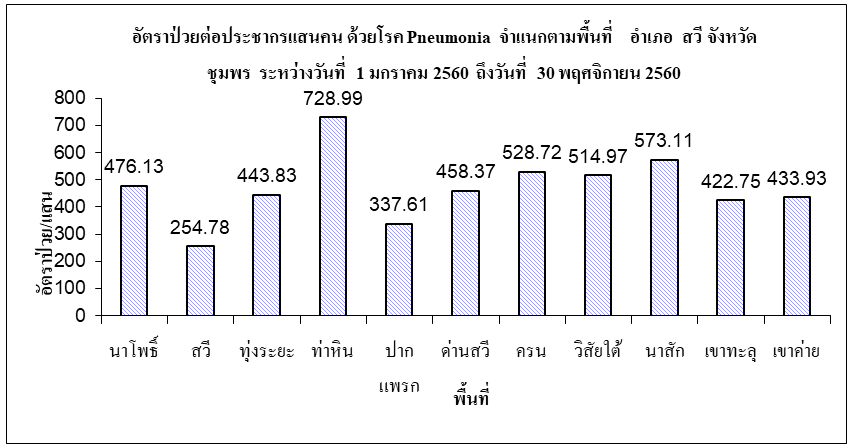 อัตราป่วยต่อประชากรแสนคน ด้วยโรค Pneumonia จำแนกตามพื้นที่ อำเภอ สวี จังหวัด
ชุมพร ระหว่างวันที่ 1 มกราคม 2560 ถึงวันที่ 30 พฤศจิกายน 2560
อัตราป่วย/แสน
800
700
600
500
400
300
200
100
0
476.13
254.78
443.83
728.99
337.61
458.37
528.72
514.97
573.11
422.75
433.93
นาโพธิ์
สวี
ทุ่งระยะ
ท่าหิน
ปาก
แพรก
ด่านสวี
ครน
วิสัยใต้
นาสัก
เขาทะลุ
เขาค่าย
พื้นที่